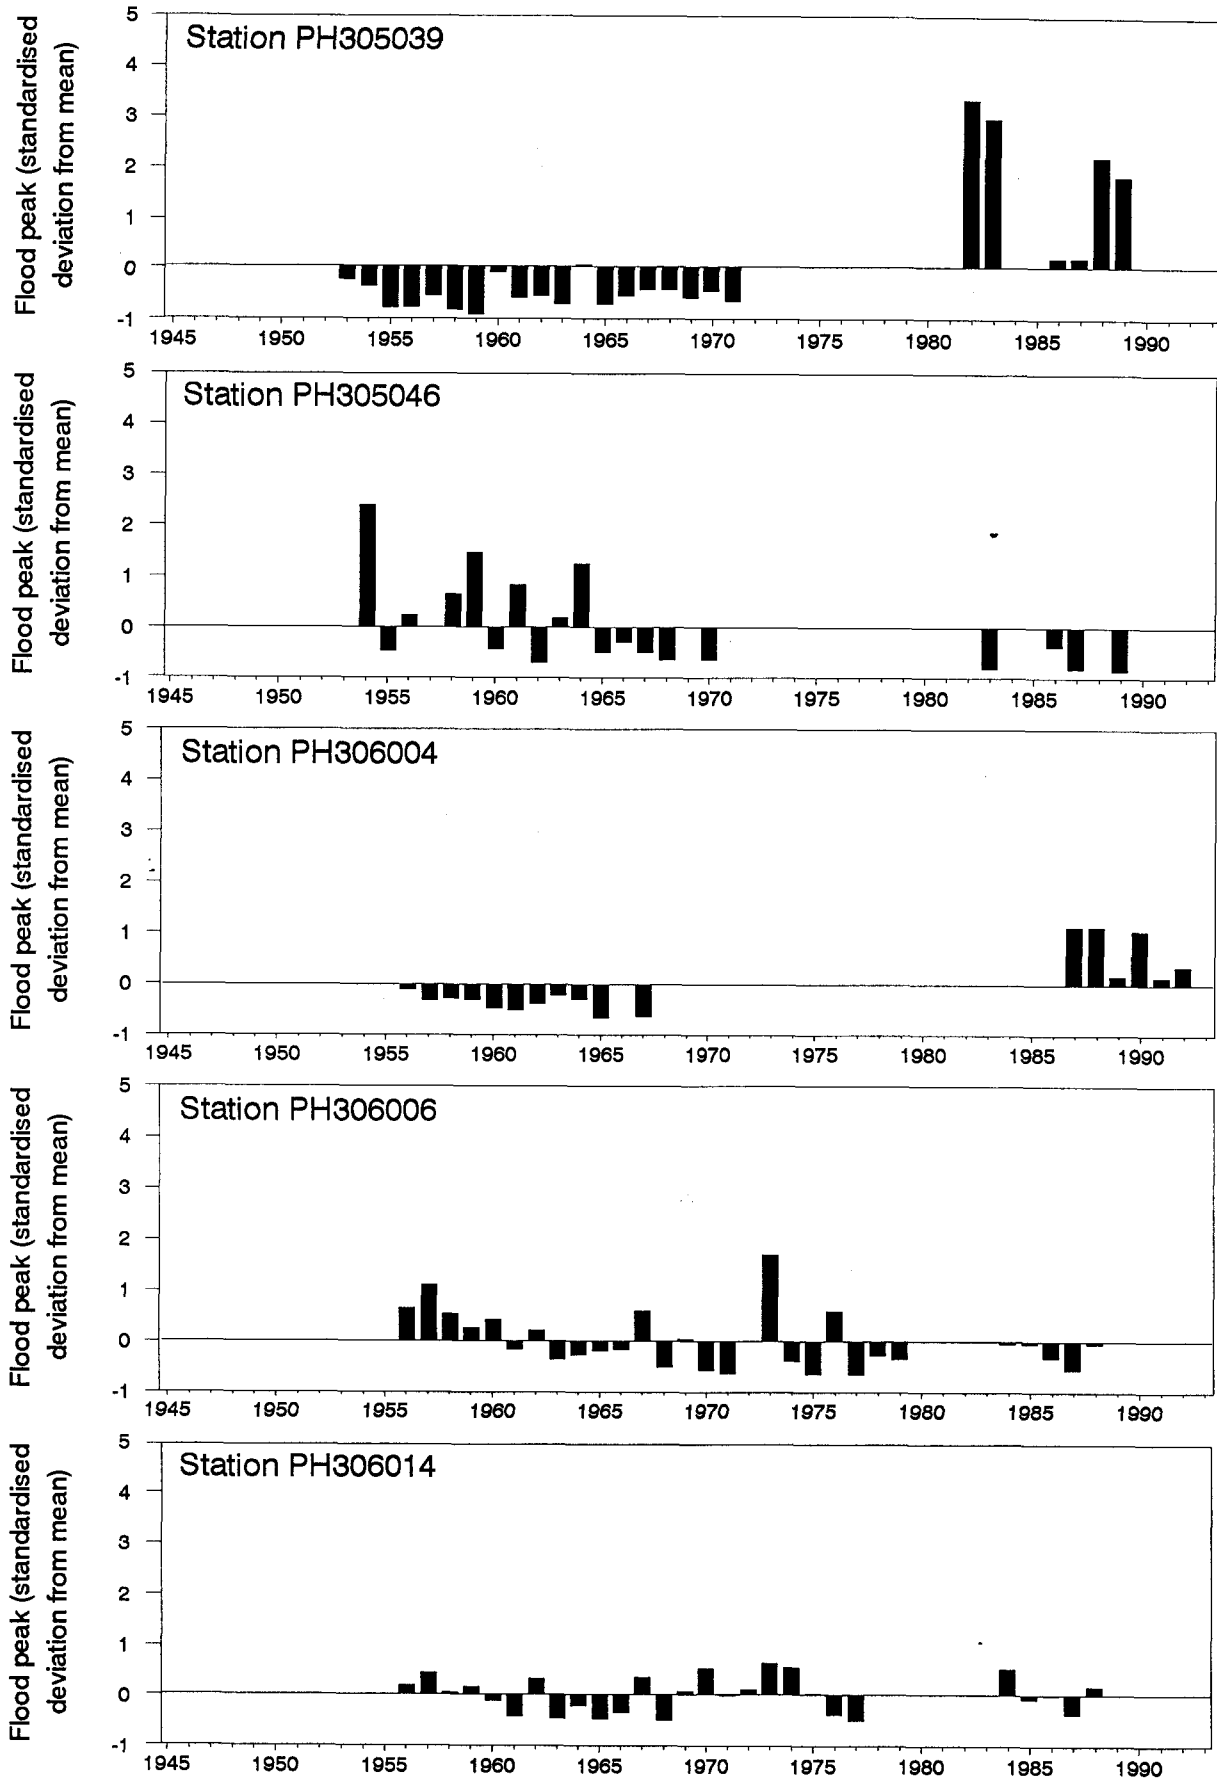 Flood peak (standardised
deviation from mean)
Station PH305039
5
4
3
2
1
0
-1
1945 1950 1955 1960 1965 1970 1975 1980 1985 1990
Flood peak (standardised
deviation from mean)
Station PH305046
5
4
3
2
1
0
-1
1945 1950 1955 1960 1965 1970 1975 1980 1985 1990
Flood peak (standardised
deviation from mean)
Station PH306004
5
4
3
2
1
0
-1
1945 1950 1955 1960 1965 1970 1975 1980 1985 1990
Flood peak (standardised
deviation from mean)
Station PH306006
5
4
3
2
1
0
-1
1945 1950 1955 1960 1965 1970 1975 1980 1985 1990
Flood peak (standardised
deviation from mean)
Station PH306014
5
4
3
2
1
0
-1
1945 1950 1955 1960 1965 1970 1975 1980 1985 1990